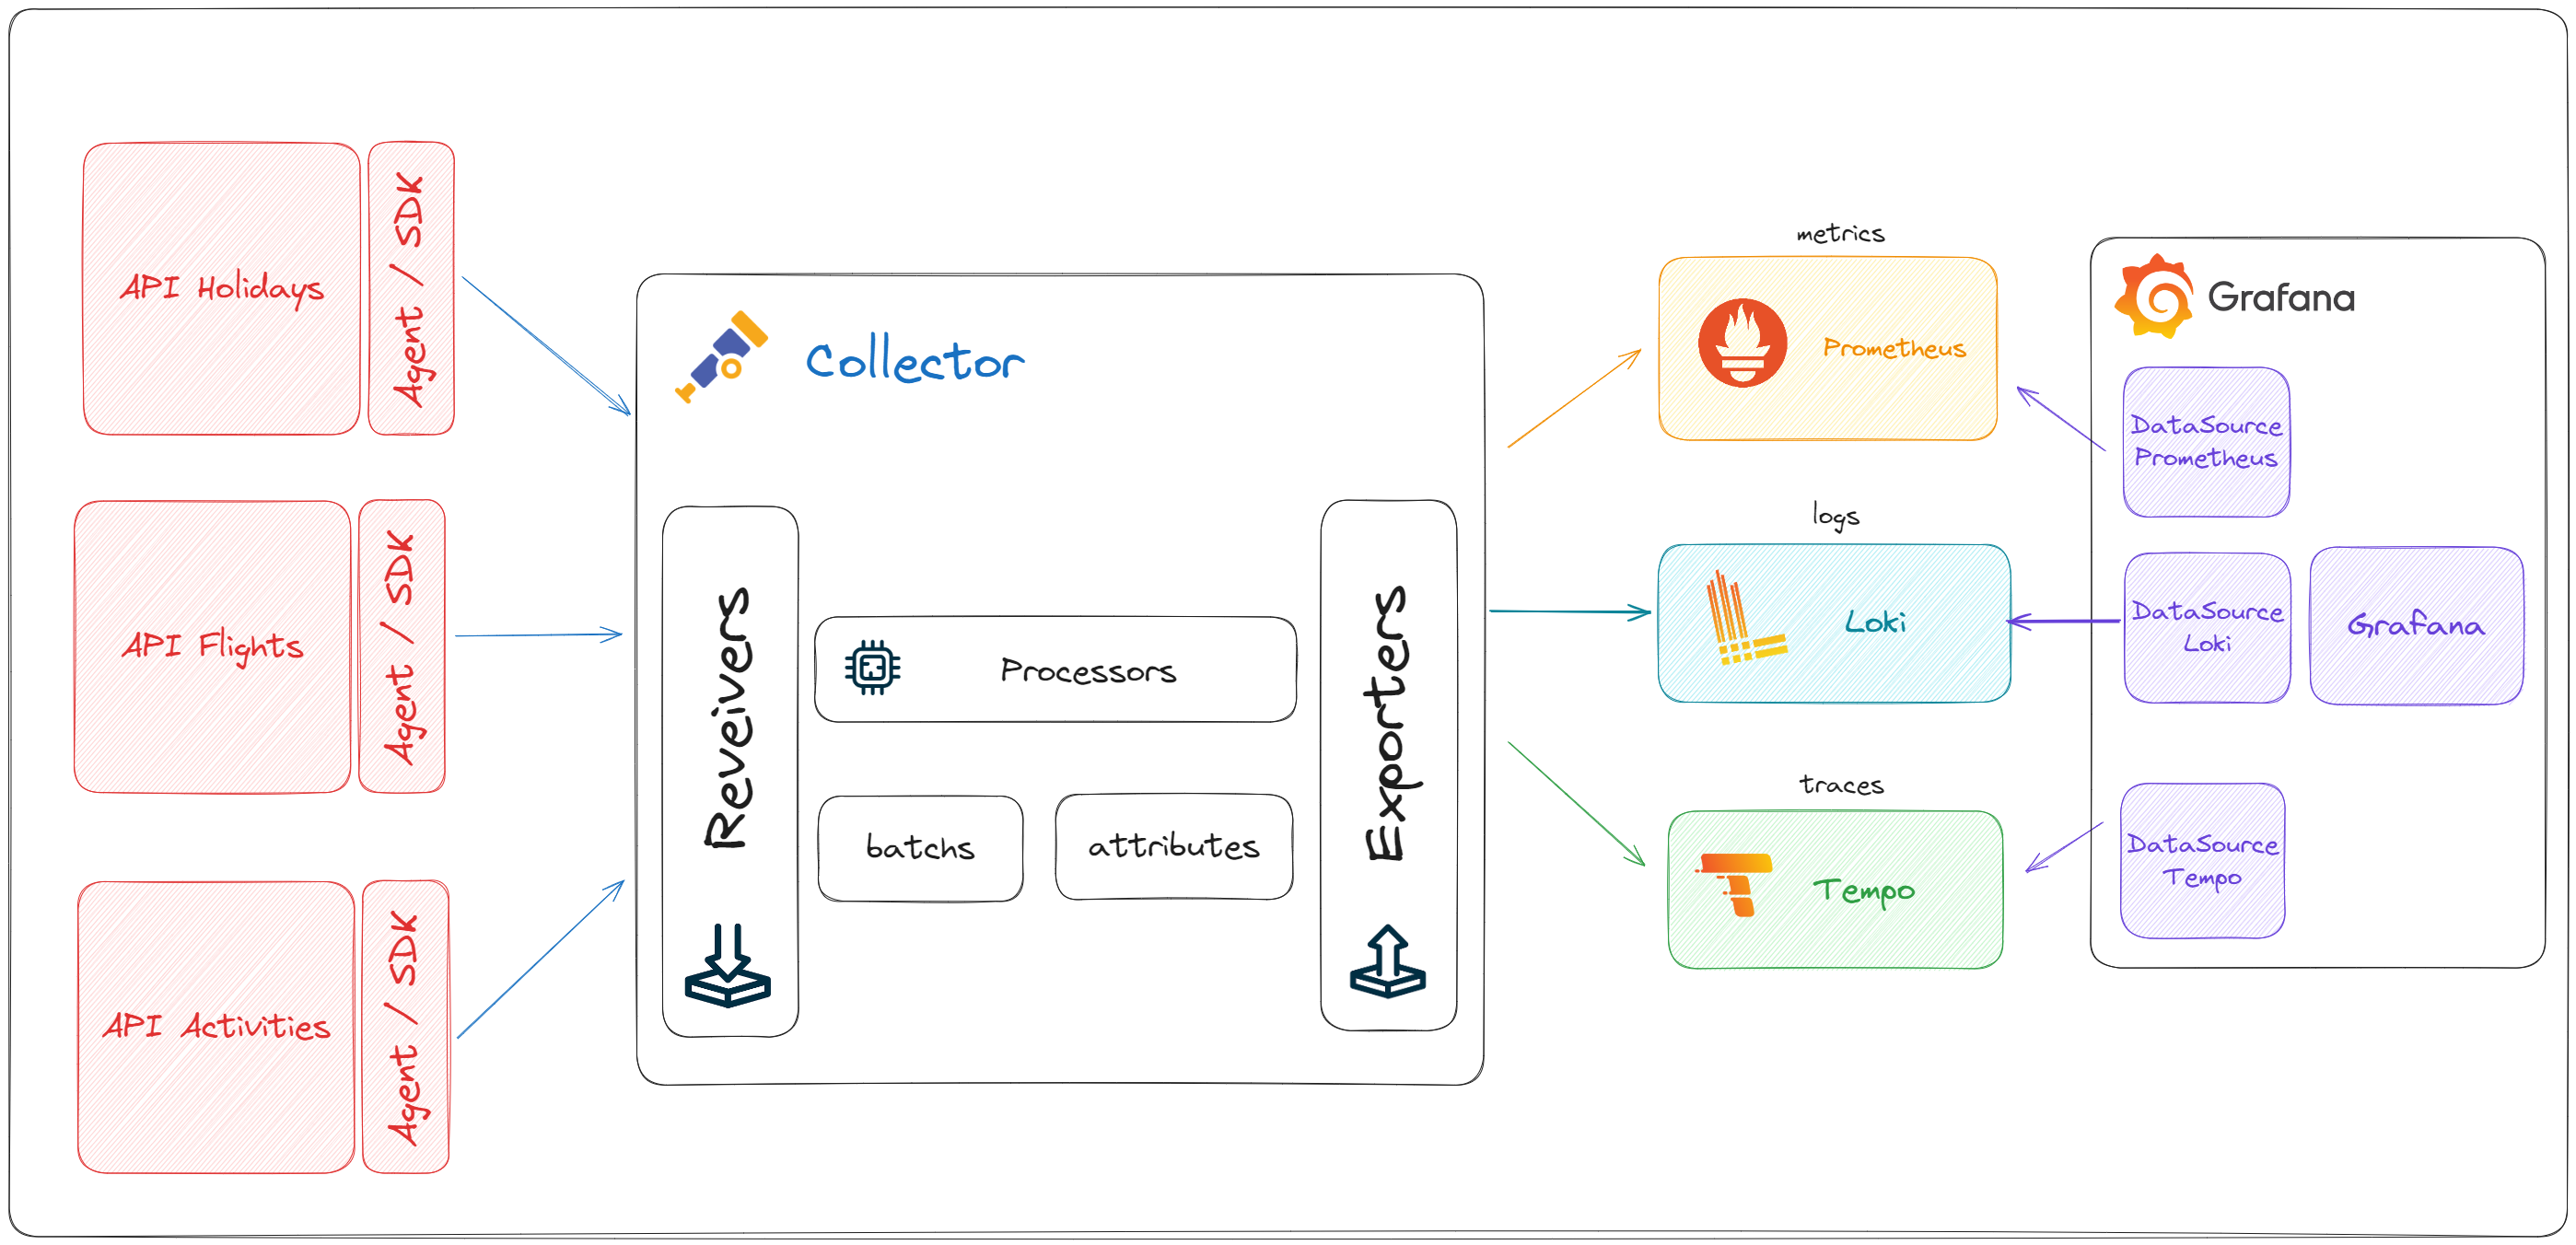 API Holidays
Agent / SDK
API Flights
Agent / SDK
API Activities
Agent / SDK
Collector
Reveivers
Processors
batchs
attributes
Exporters
metrics
Prometheus
logs
Loki
traces
Tempo
Grafana
DataSource
Prometheus
DataSource
Loki
Grafana
DataSource
Tempo